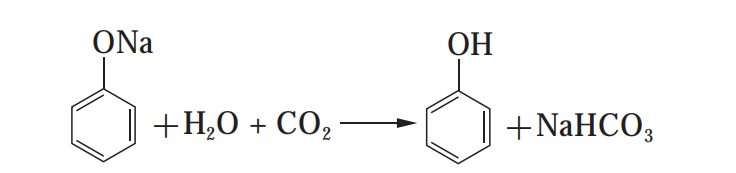 ONa OH
+H₂O + CO₂ ⟶ +NaHCO₃